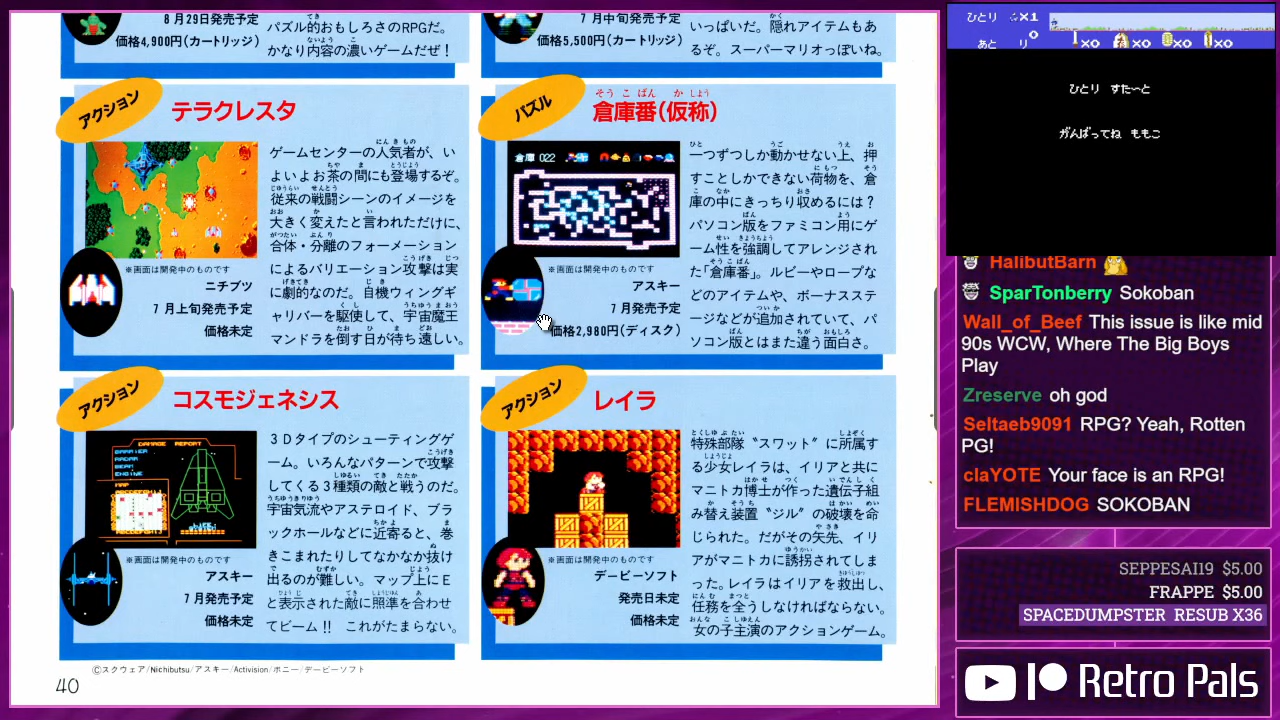 8月29日発売予定
価格4,900円(カートリッジ)
パズル的おもしろさのRPGだ。
かなり内容の濃いゲームだぜ!
7月中旬発売予定
価格5,500円(カートリッジ)
いっぱいだ。隠れアイテムもあ
るぞ。スーパーマリオっぽいね。
アクション
テラクレスタ
※画面は開発中のものです
ニチブツ
7月上旬発売予定
価格未定
ゲームセンターの人気者が、い
よいよお茶の間にも登場するぞ。
従来の戦闘シーンのイメージを
大きく変えたと言われただけに、
合体・分離のフォーメーション
によるバリエーション攻撃は実
に劇的なのだ。自機ウィングギ
ャリバーを駆使して、宇宙魔王
マンドラを倒す日が待ち遠しい。
パズル
倉庫番(仮称)
倉庫 022
※画面は開発中のものです
アスキー
7月発売予定
価格2,980円(ディスク)
一つずつしか動かせない上、押
すことしかできない荷物を、倉
庫の中にきっちり収めるには?
パソコン版をファミコン用にゲ
ーム性を強調してアレンジされ
た「倉庫番」。ルビーやロープな
どのアイテムや、ボーナスステ
ージなどが追加されていて、パ
ソコン版とはまた違う面白さ。
アクション
コスモジェネシス
DAMAGE REPORT
BARRIER
RADAR
BEAM
ENGINE
MAP
※画面は開発中のものです
アスキー
7月発売予定
価格未定
3Dタイプのシューティングゲ
ーム。いろんなパターンで攻撃
してくる3種類の敵と戦うのだ。
宇宙気流やアステロイド、ブラ
ックホールなどに近寄ると、巻
きこまれたりしてなかなか抜け
出るのが難しい。マップ上にE
と表示された敵に照準を合わせ
てビーム!! これがたまらない。
アクション
レイラ
※画面は開発中のものです
デービーソフト
発売日未定
価格未定
特殊部隊〝スワット〟に所属す
る少女レイラは、イリアと共に
マニトカ博士が作った遺伝子組
み替え装置〝ジル〟の破壊を命
じられた。だがその矢先、イリ
アがマニトカに誘拐されてしま
った。レイラはイリアを救出し、
任務を全うしなければならない。
女の子主演のアクションゲーム。
©スクウェア/Nichibutsu/アスキー/Activision/ポニー/デービーソフト
40
ひとり ×1
あと
×0 ×0 ×0 ×0
ひとり すた〜と
がんばってね ももこ
HalibutBarn
SparTonberry Sokoban
Wall_of_Beef This issue is like mid
90s WCW, Where The Big Boys
Play
Zreserve oh god
Seltaeb9091 RPG? Yeah, Rotten
PG!
claYOTE Your face is an RPG!
FLEMISHDOG SOKOBAN
SEPPESAI19 $5.00
FRAPPE $5.00
SPACEDUMPSTER RESUB X36
Retro Pals